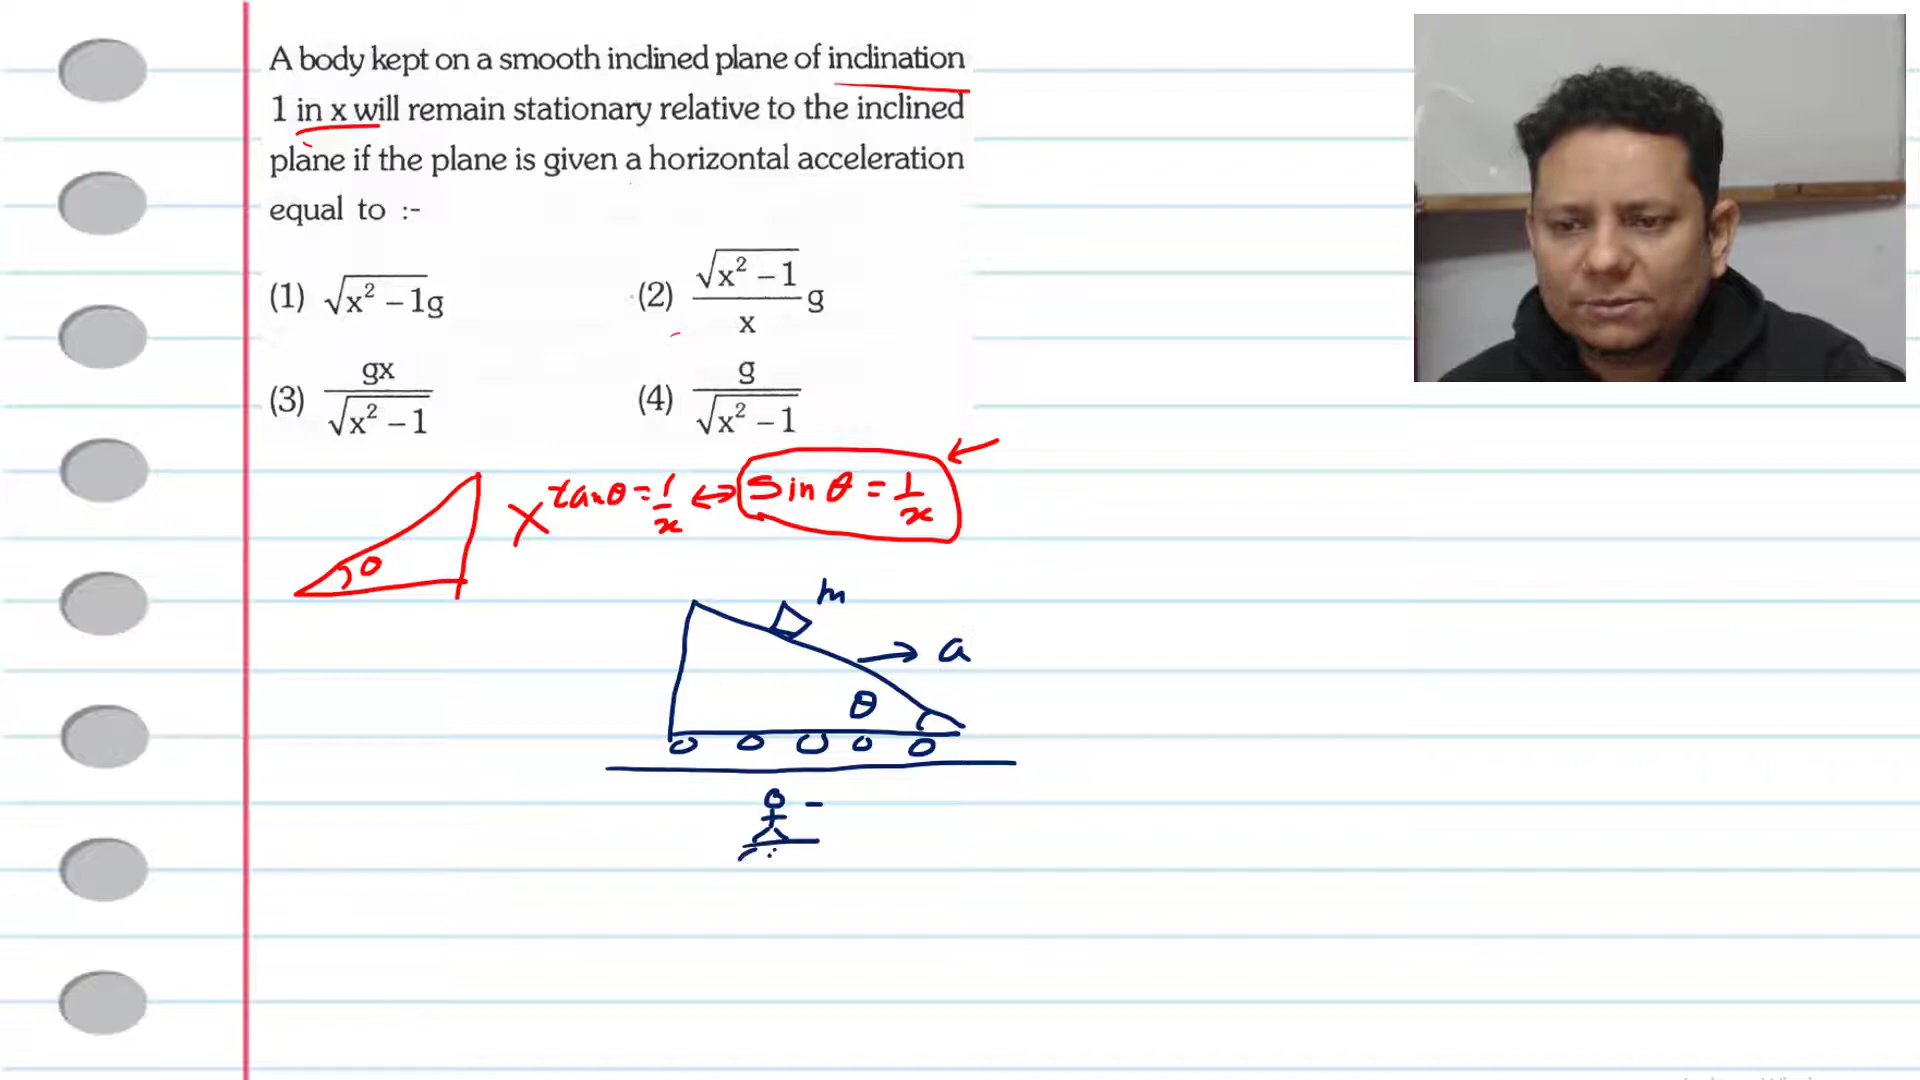 A body kept on a smooth inclined plane of inclination
1 in x will remain stationary relative to the inclined
plane if the plane is given a horizontal acceleration
equal to :-
(1) √(x² – 1)g (2) √(x² – 1)/x g
(3) gx/√(x² – 1) (4) g/√(x² – 1)
tanθ = 1/x ↔ sinθ = 1/x
θ
m
a
θ